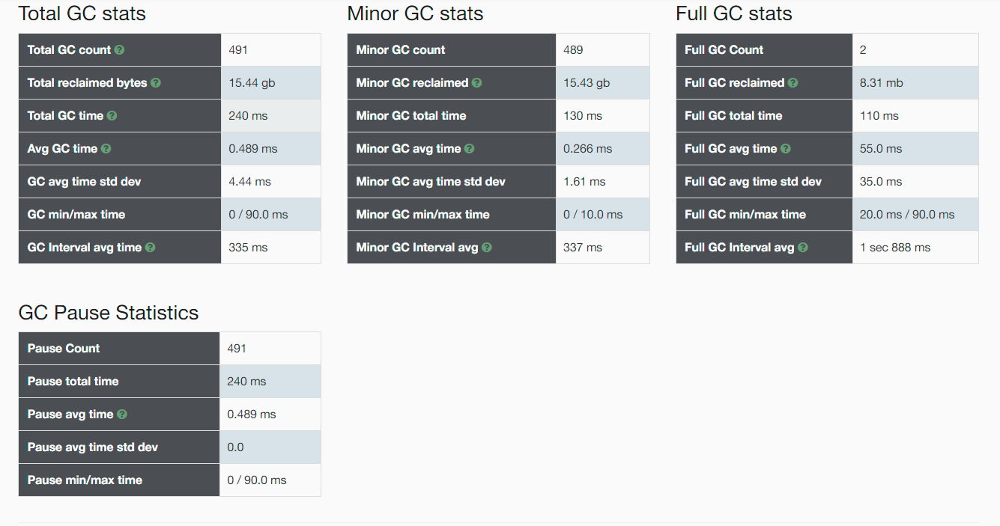 Total GC stats
Total GC count 491
Total reclaimed bytes 15.44 gb
Total GC time 240 ms
Avg GC time 0.489 ms
GC avg time std dev 4.44 ms
GC min/max time 0 / 90.0 ms
GC Interval avg time 335 ms
Minor GC stats
Minor GC count 489
Minor GC reclaimed 15.43 gb
Minor GC total time 130 ms
Minor GC avg time 0.266 ms
Minor GC avg time std dev 1.61 ms
Minor GC min/max time 0 / 10.0 ms
Minor GC Interval avg 337 ms
Full GC stats
Full GC Count 2
Full GC reclaimed 8.31 mb
Full GC total time 110 ms
Full GC avg time 55.0 ms
Full GC avg time std dev 35.0 ms
Full GC min/max time 20.0 ms / 90.0 ms
Full GC Interval avg 1 sec 888 ms
GC Pause Statistics
Pause Count 491
Pause total time 240 ms
Pause avg time 0.489 ms
Pause avg time std dev 0.0
Pause min/max time 0 / 90.0 ms